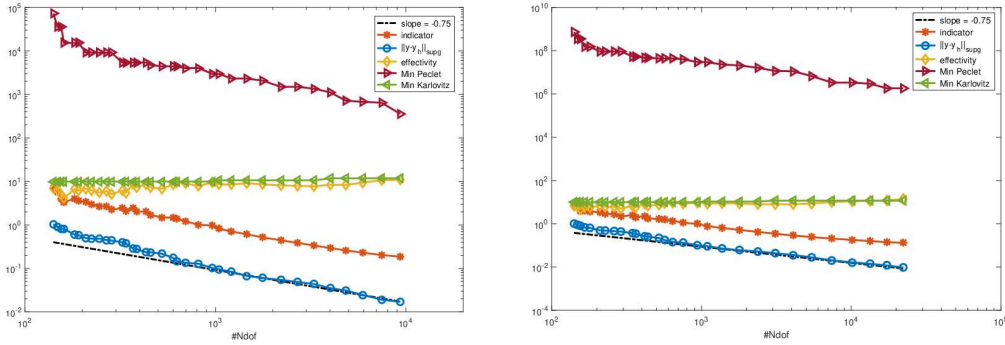 10^5
10^4
10^3
10^2
10^1
10^0
10^-1
10^-2
10^2
10^3
10^4
#Ndof
slope = -0.75
indicator
||y-y_h||_supg
effectivity
Min Peclet
Min Karlovitz
10^10
10^8
10^6
10^4
10^2
10^0
10^-2
10^-4
10^2
10^3
10^4
10^5
#Ndof
slope = -0.75
indicator
||y-y_h||_supg
effectivity
Min Peclet
Min Karlovitz